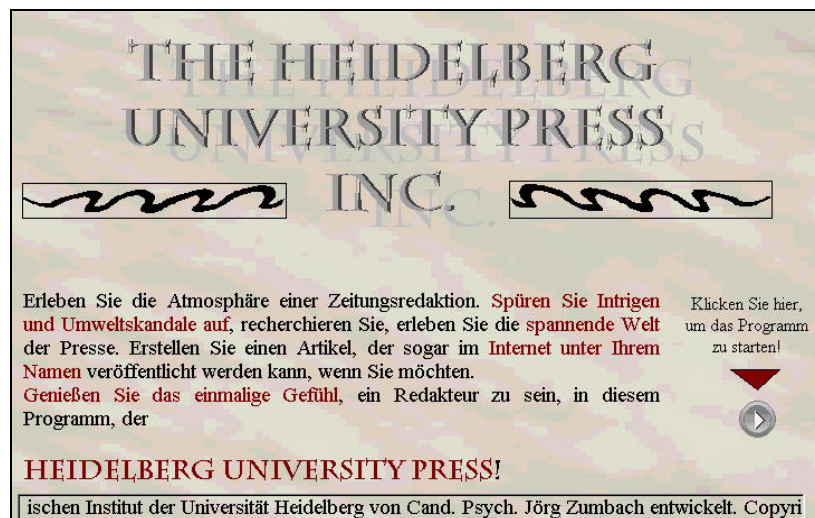 THE HEIDELBERG
UNIVERSITY PRESS
INC.
Erleben Sie die Atmosphäre einer Zeitungsredaktion. Spüren Sie Intrigen
und Umweltskandale auf, recherchieren Sie, erleben Sie die spannende Welt
der Presse. Erstellen Sie einen Artikel, der sogar im Internet unter Ihrem
Namen veröffentlicht werden kann, wenn Sie möchten.
Genießen Sie das einmalige Gefühl, ein Redakteur zu sein, in diesem
Programm, der
Klicken Sie hier,
um das Programm
zu starten!
HEIDELBERG UNIVERSITY PRESS!
ischen Institut der Universität Heidelberg von Cand. Psych. Jörg Zumbach entwickelt. Copyri